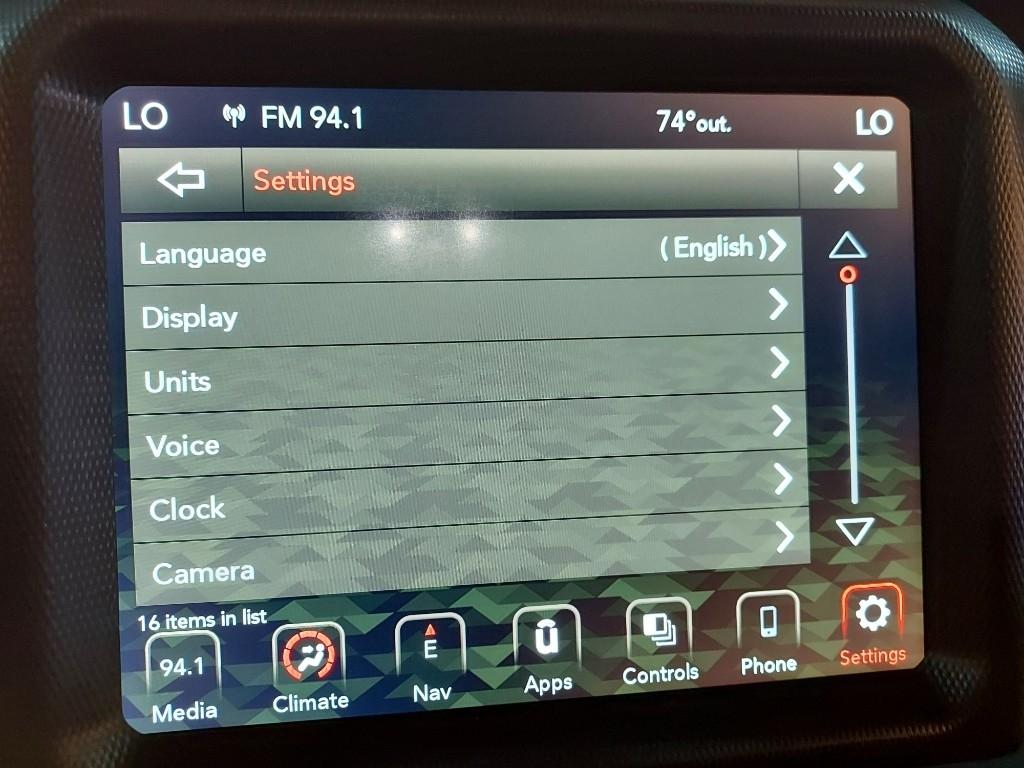 LO FM 94.1 74°out. LO
Settings
Language ( English )
Display
Units
Voice
Clock
Camera
16 items in list
94.1 E
Media Climate Nav Apps Controls Phone Settings